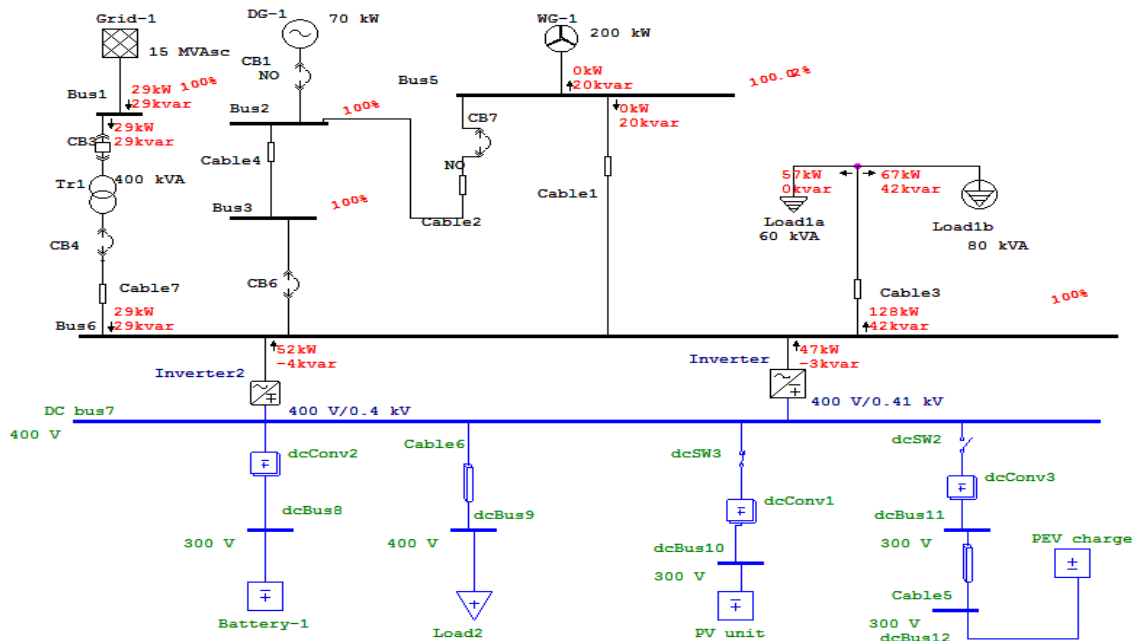 Grid-1
15 MVAsc
DG-1
70 kW
WG-1
200 kW
CB1
NO
Bus1
29kW
29kvar
100%
29kW
29kvar
CB3
Tr1
400 kVA
CB4
Cable7
29kW
29kvar
Bus6
Bus2
100%
Cable4
Bus3
100%
CB6
Bus5
0kW
20kvar
0kW
20kvar
CB7
NO
Cable2
Cable1
57kW
0kvar
67kW
42kvar
Load1a
60 kVA
Load1b
80 kVA
Cable3
100%
128kW
42kvar
52kW
-4kvar
Inverter2
400 V/0.4 kV
47kW
-3kvar
Inverter
400 V/0.41 kV
DC bus7
400 V
dcConv2
dcBus8
300 V
Battery-1
Cable6
dcBus9
400 V
Load2
dcSW3
dcConv1
dcBus10
300 V
PV unit
dcSW2
dcConv3
dcBus11
300 V
Cable5
300 V
dcBus12
PEV charge